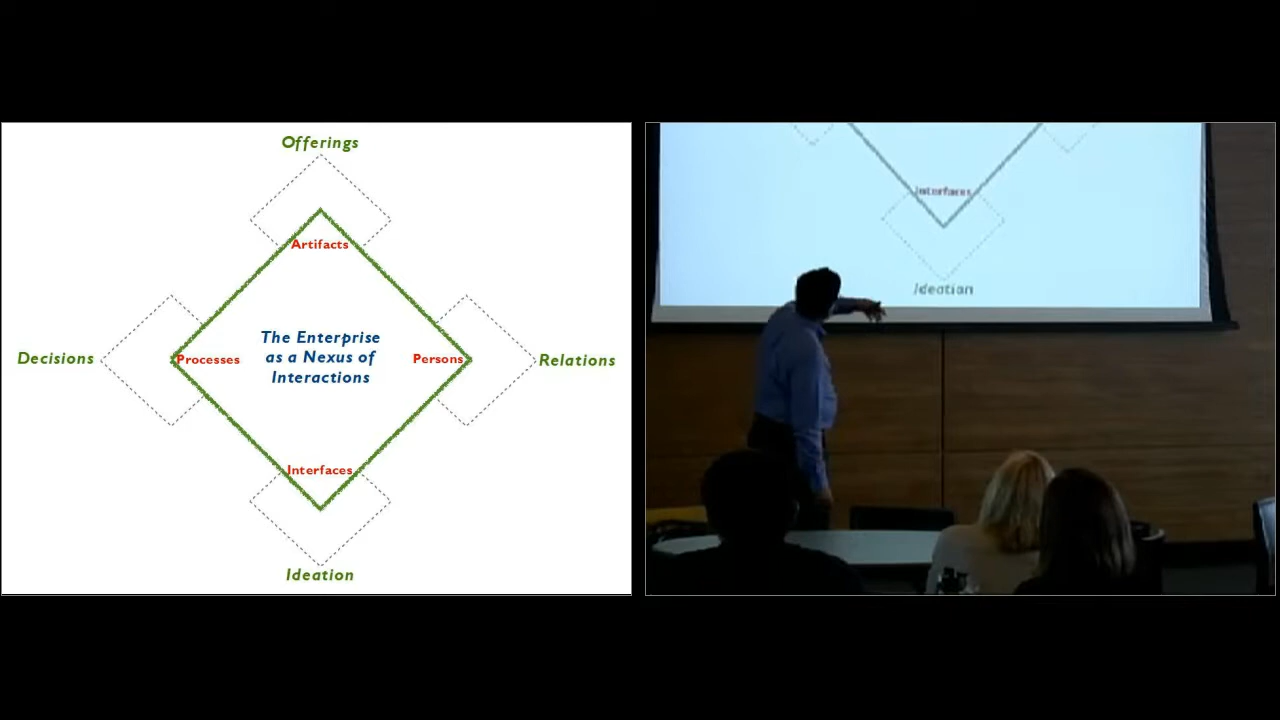 Offerings
Artifacts
Decisions
Processes
The Enterprise
as a Nexus of
Interactions
Persons
Relations
Interfaces
Ideation
Interfaces
Ideation